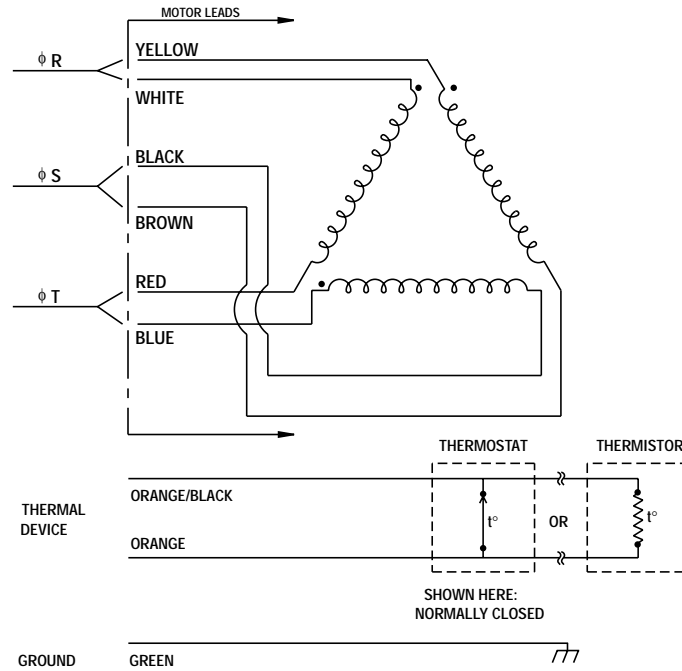 MOTOR LEADS
ϕ R
YELLOW
WHITE
ϕ S
BLACK
BROWN
ϕ T
RED
BLUE
THERMOSTAT
THERMISTOR
THERMAL
DEVICE
ORANGE/BLACK
ORANGE
t°
OR
t°
SHOWN HERE:
NORMALLY CLOSED
GROUND
GREEN